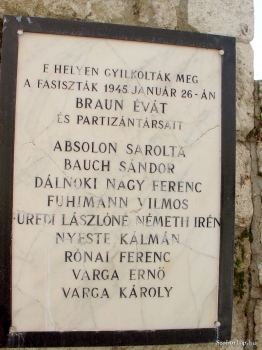 E HELYEN GYILKOLTÁK MEG
A FASISZTÁK 1945 JANUÁR 26-ÁN
BRAUN ÉVÁT
ÉS PARTIZÁNTÁRSAIT
ABSOLON SAROLTA
BAUCH SÁNDOR
DÁLNOKI NAGY FERENC
FUHIMANN VILMOS
FÜREDI LÁSZLÓNÉ NÉMETH IRÉN
NYESTE KÁLMÁN
RÓNAI FERENC
VARGA ERNŐ
VARGA KÁROLY